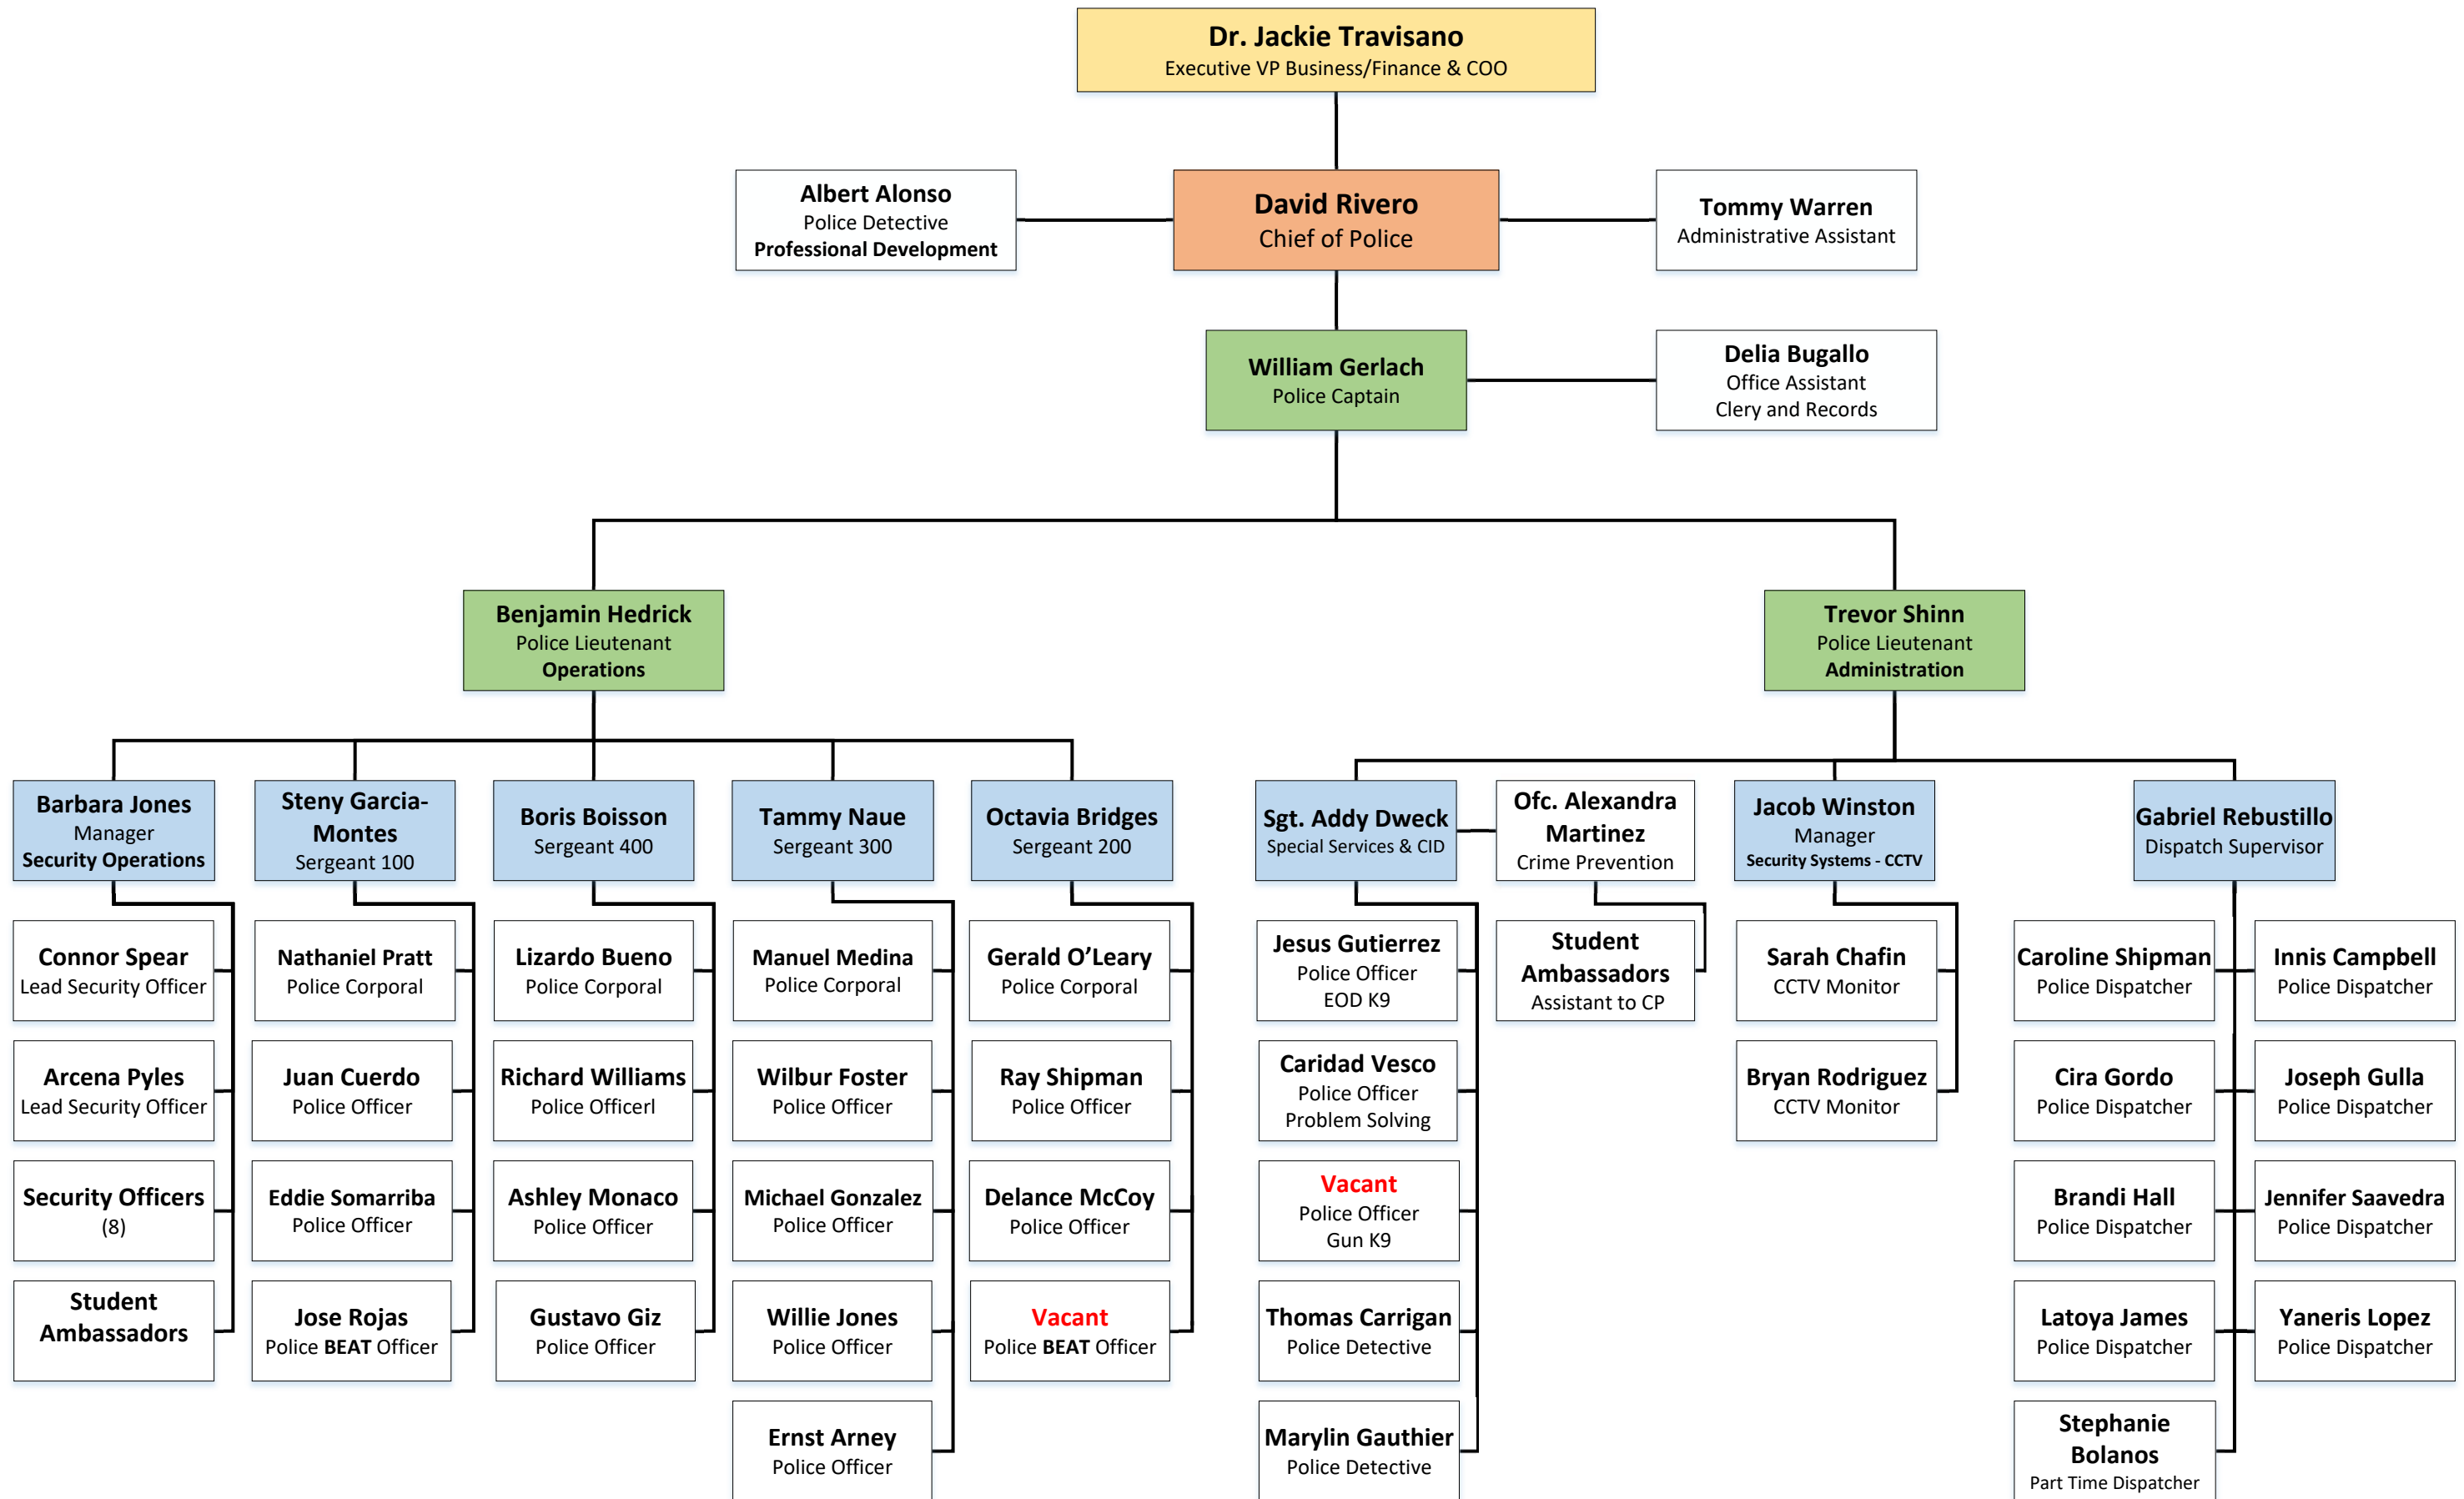 Dr. Jackie Travisano
Executive VP Business/Finance & COO
Albert Alonso
Police Detective
Professional Development
David Rivero
Chief of Police
Tommy Warren
Administrative Assistant
William Gerlach
Police Captain
Delia Bugallo
Office Assistant
Clery and Records
Benjamin Hedrick
Police Lieutenant
Operations
Trevor Shinn
Police Lieutenant
Administration
Barbara Jones
Manager
Security Operations
Steny Garcia-
Montes
Sergeant 100
Boris Boisson
Sergeant 400
Tammy Naue
Sergeant 300
Octavia Bridges
Sergeant 200
Sgt. Addy Dweck
Special Services & CID
Ofc. Alexandra
Martinez
Crime Prevention
Jacob Winston
Manager
Security Systems - CCTV
Gabriel Rebustillo
Dispatch Supervisor
Connor Spear
Lead Security Officer
Nathaniel Pratt
Police Corporal
Lizardo Bueno
Police Corporal
Manuel Medina
Police Corporal
Gerald O’Leary
Police Corporal
Jesus Gutierrez
Police Officer
EOD K9
Student
Ambassadors
Assistant to CP
Sarah Chafin
CCTV Monitor
Caroline Shipman
Police Dispatcher
Innis Campbell
Police Dispatcher
Arcena Pyles
Lead Security Officer
Juan Cuerdo
Police Officer
Richard Williams
Police Officerl
Wilbur Foster
Police Officer
Ray Shipman
Police Officer
Caridad Vesco
Police Officer
Problem Solving
Bryan Rodriguez
CCTV Monitor
Cira Gordo
Police Dispatcher
Joseph Gulla
Police Dispatcher
Security Officers
(8)
Eddie Somarriba
Police Officer
Ashley Monaco
Police Officer
Michael Gonzalez
Police Officer
Delance McCoy
Police Officer
Vacant
Police Officer
Gun K9
Brandi Hall
Police Dispatcher
Jennifer Saavedra
Police Dispatcher
Student
Ambassadors
Jose Rojas
Police BEAT Officer
Gustavo Giz
Police Officer
Willie Jones
Police Officer
Vacant
Police BEAT Officer
Thomas Carrigan
Police Detective
Latoya James
Police Dispatcher
Yaneris Lopez
Police Dispatcher
Ernst Arney
Police Officer
Marylin Gauthier
Police Detective
Stephanie
Bolanos
Part Time Dispatcher